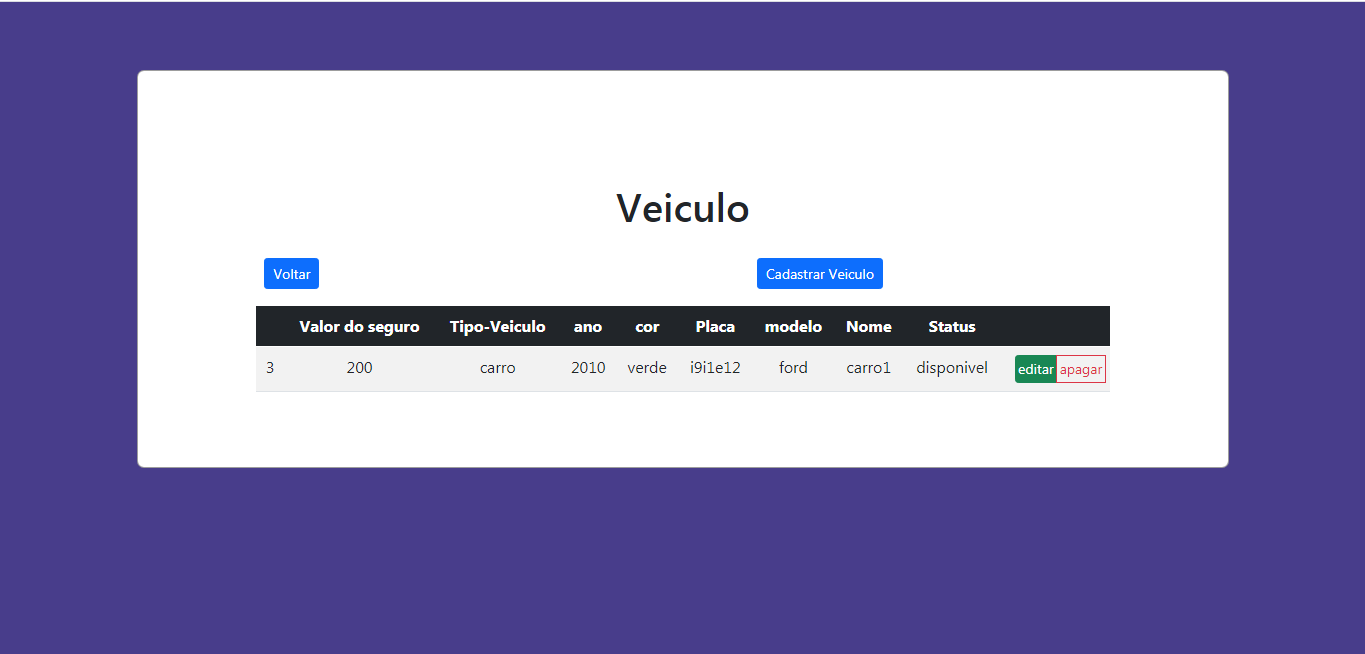 Veiculo
Voltar Cadastrar Veiculo
Valor do seguro Tipo-Veiculo ano cor Placa modelo Nome Status
3 200 carro 2010 verde i9i1e12 ford carro1 disponivel editar apagar